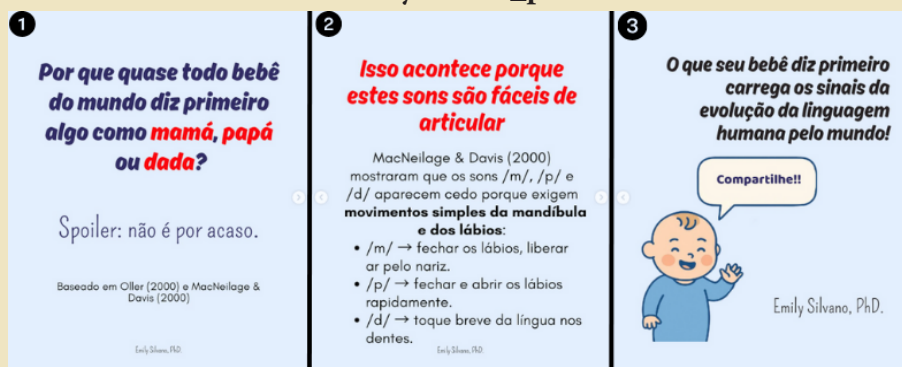 1
Por que quase todo bebê
do mundo diz primeiro
algo como mamá, papá
ou dada?
Spoiler: não é por acaso.
Baseado em Oller (2000) e MacNeilage &
Davis (2000)
Emily Silvano, PhD.
2
Isso acontece porque
estes sons são fáceis de
articular
MacNeilage & Davis (2000)
mostraram que os sons /m/, /p/ e
/d/ aparecem cedo porque exigem
movimentos simples da mandíbula
e dos lábios:
• /m/ → fechar os lábios, liberar
ar pelo nariz.
• /p/ → fechar e abrir os lábios
rapidamente.
• /d/ → toque breve da língua nos
dentes.
Emily Silvano, PhD.
3
O que seu bebê diz primeiro
carrega os sinais da
evolução da linguagem
humana pelo mundo!
Compartilhe!!
Emily Silvano, PhD.